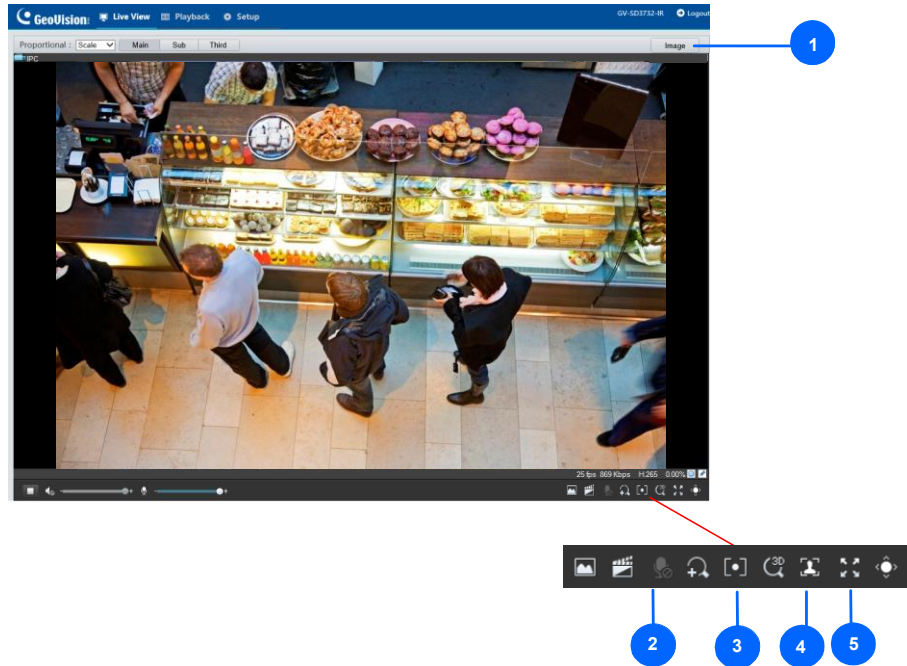 GeoVision: Live View Playback Setup GV-SD3732-IR Logout
Proportional : Scale Main Sub Third Image
IPC
25 fps 869 Kbps H.265 0.00%
3D
1
2
3
4
5